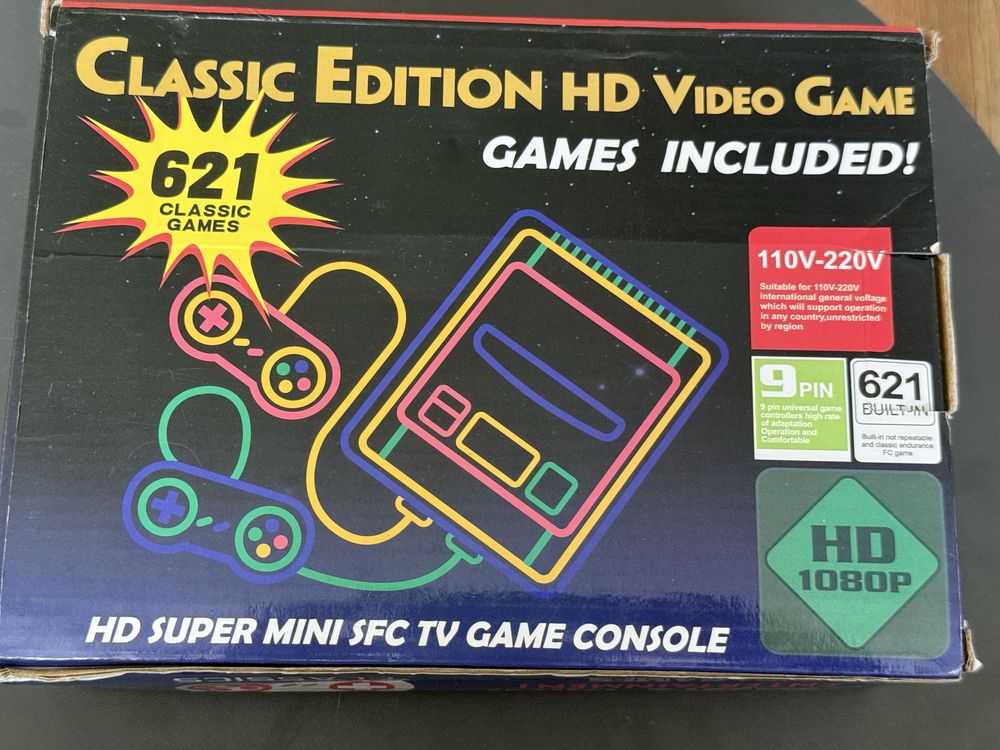 CLASSIC EDITION HD VIDEO GAME
GAMES INCLUDED!
621
CLASSIC
GAMES
110V-220V
Suitable for 110V-220V
international general voltage
which will support operation
in any country,unrestricted
by region
9 PIN
9 pin universal game
controllers high rate
of adaptation
Operation and
Comfortable
621
BUILT-IN
Built-in not repeatable
and classic endurance
FC game
HD
1080P
HD SUPER MINI SFC TV GAME CONSOLE